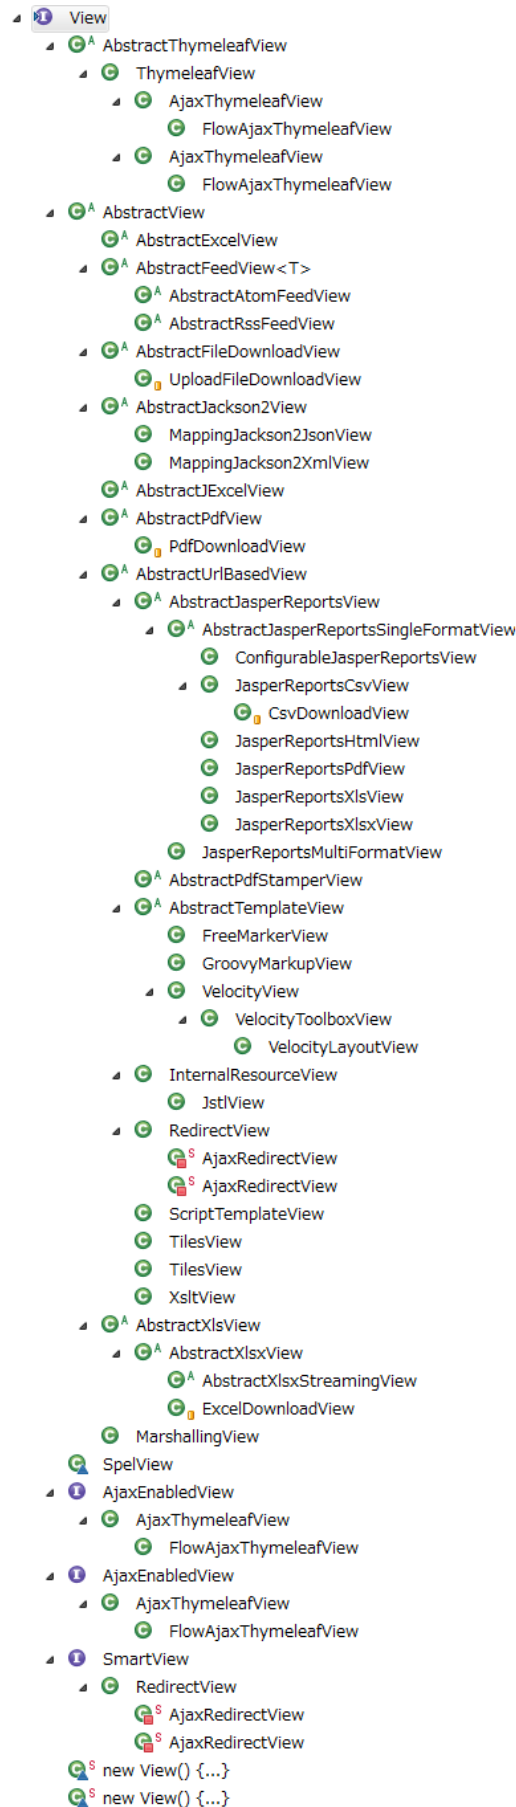 View
AbstractThymeleafView
ThymeleafView
AjaxThymeleafView
FlowAjaxThymeleafView
AjaxThymeleafView
FlowAjaxThymeleafView
AbstractView
AbstractExcelView
AbstractFeedView<T>
AbstractAtomFeedView
AbstractRssFeedView
AbstractFileDownloadView
UploadFileDownloadView
AbstractJackson2View
MappingJackson2JsonView
MappingJackson2XmlView
AbstractJExcelView
AbstractPdfView
PdfDownloadView
AbstractUrlBasedView
AbstractJasperReportsView
AbstractJasperReportsSingleFormatView
ConfigurableJasperReportsView
JasperReportsCsvView
CsvDownloadView
JasperReportsHtmlView
JasperReportsPdfView
JasperReportsXlsView
JasperReportsXlsxView
JasperReportsMultiFormatView
AbstractPdfStamperView
AbstractTemplateView
FreeMarkerView
GroovyMarkupView
VelocityView
VelocityToolboxView
VelocityLayoutView
InternalResourceView
JstlView
RedirectView
AjaxRedirectView
AjaxRedirectView
ScriptTemplateView
TilesView
TilesView
XsltView
AbstractXlsView
AbstractXlsxView
AbstractXlsxStreamingView
ExcelDownloadView
MarshallingView
SpelView
AjaxEnabledView
AjaxThymeleafView
FlowAjaxThymeleafView
AjaxEnabledView
AjaxThymeleafView
FlowAjaxThymeleafView
SmartView
RedirectView
AjaxRedirectView
AjaxRedirectView
new View() {...}
new View() {...}